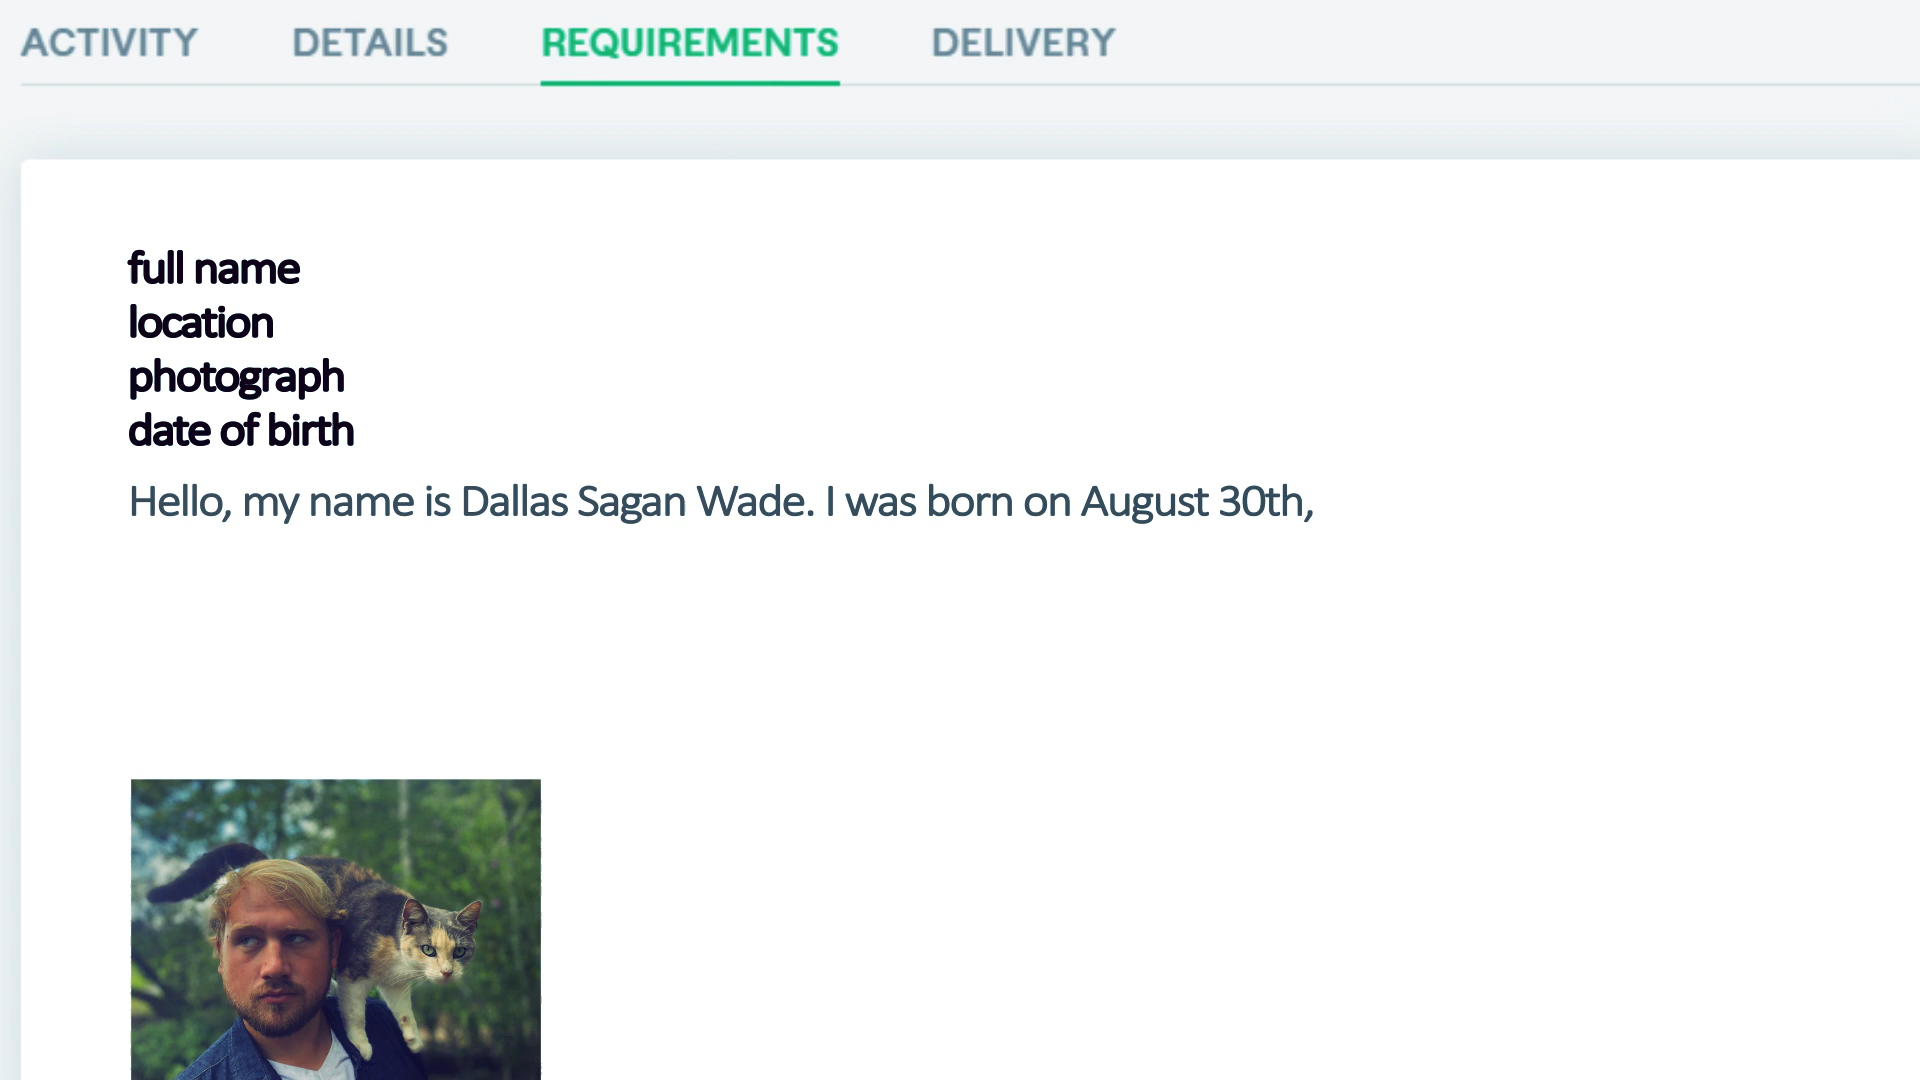 ACTIVITY DETAILS REQUIREMENTS DELIVERY
full name
location
photograph
date of birth
Hello, my name is Dallas Sagan Wade. I was born on August 30th,